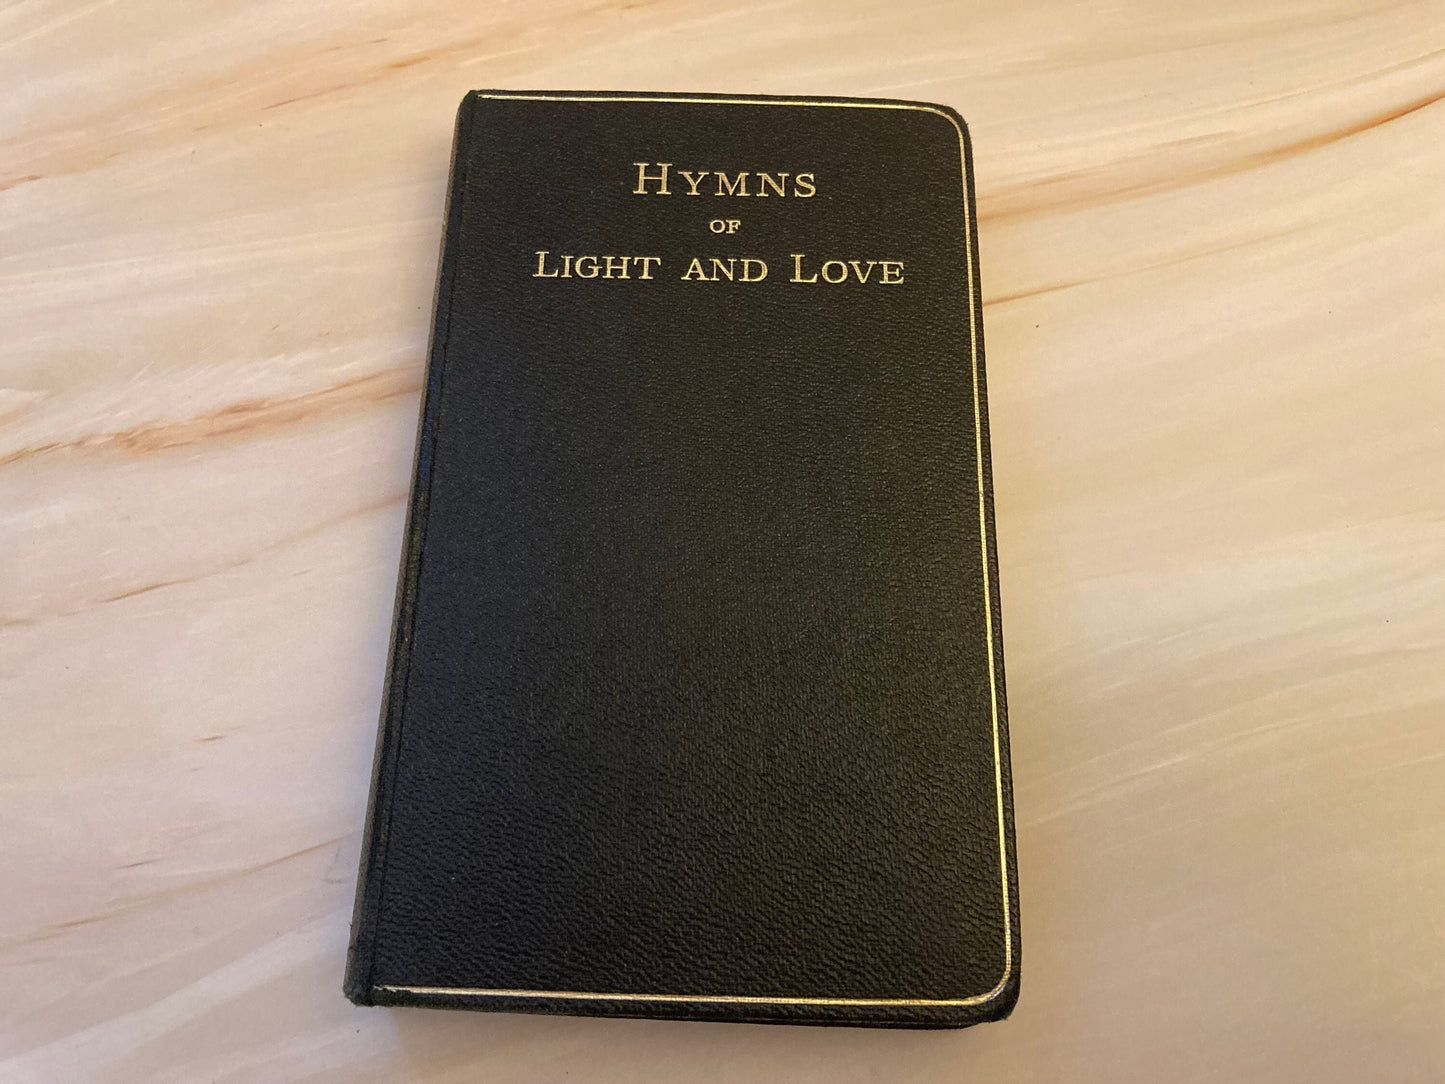 Hymns
of
Light and Love